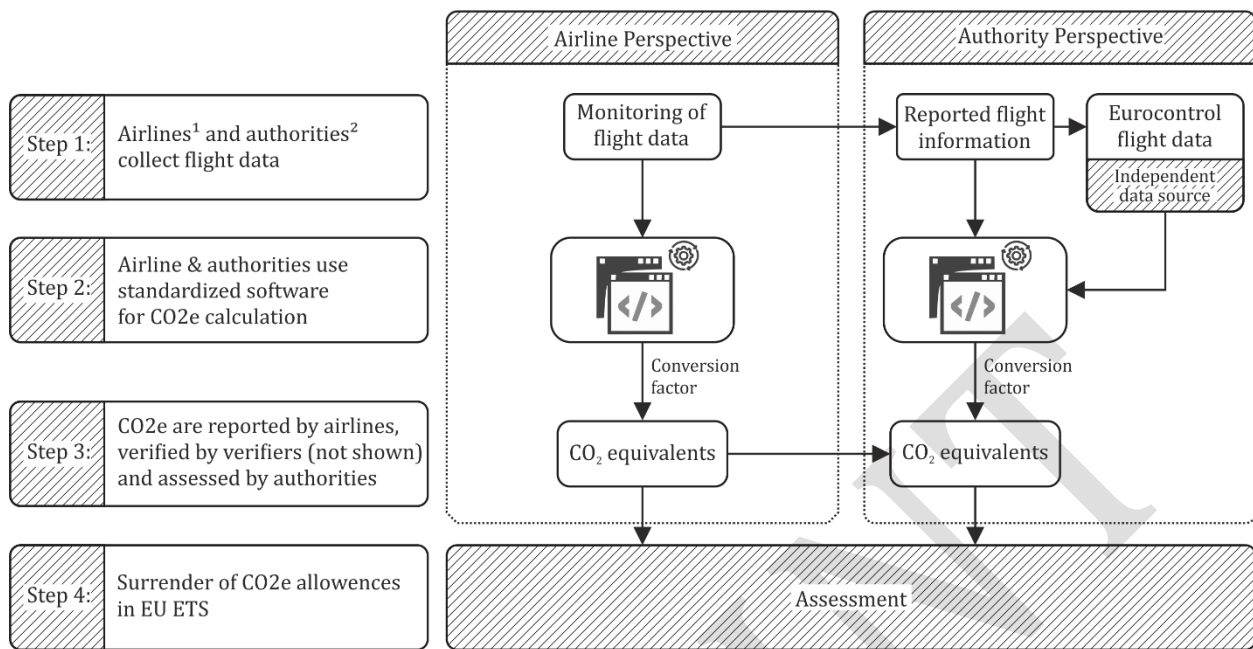 Airline Perspective
Authority Perspective
Step 1:
Airlines¹ and authorities²
collect flight data
Monitoring of
flight data
Reported flight
information
Eurocontrol
flight data
Independent
data source
Step 2:
Airline & authorities use
standardized software
for CO2e calculation
</>
</>
Conversion
factor
Conversion
factor
Step 3:
CO2e are reported by airlines,
verified by verifiers (not shown)
and assessed by authorities
CO₂ equivalents
CO₂ equivalents
Step 4:
Surrender of CO2e allowences
in EU ETS
Assessment